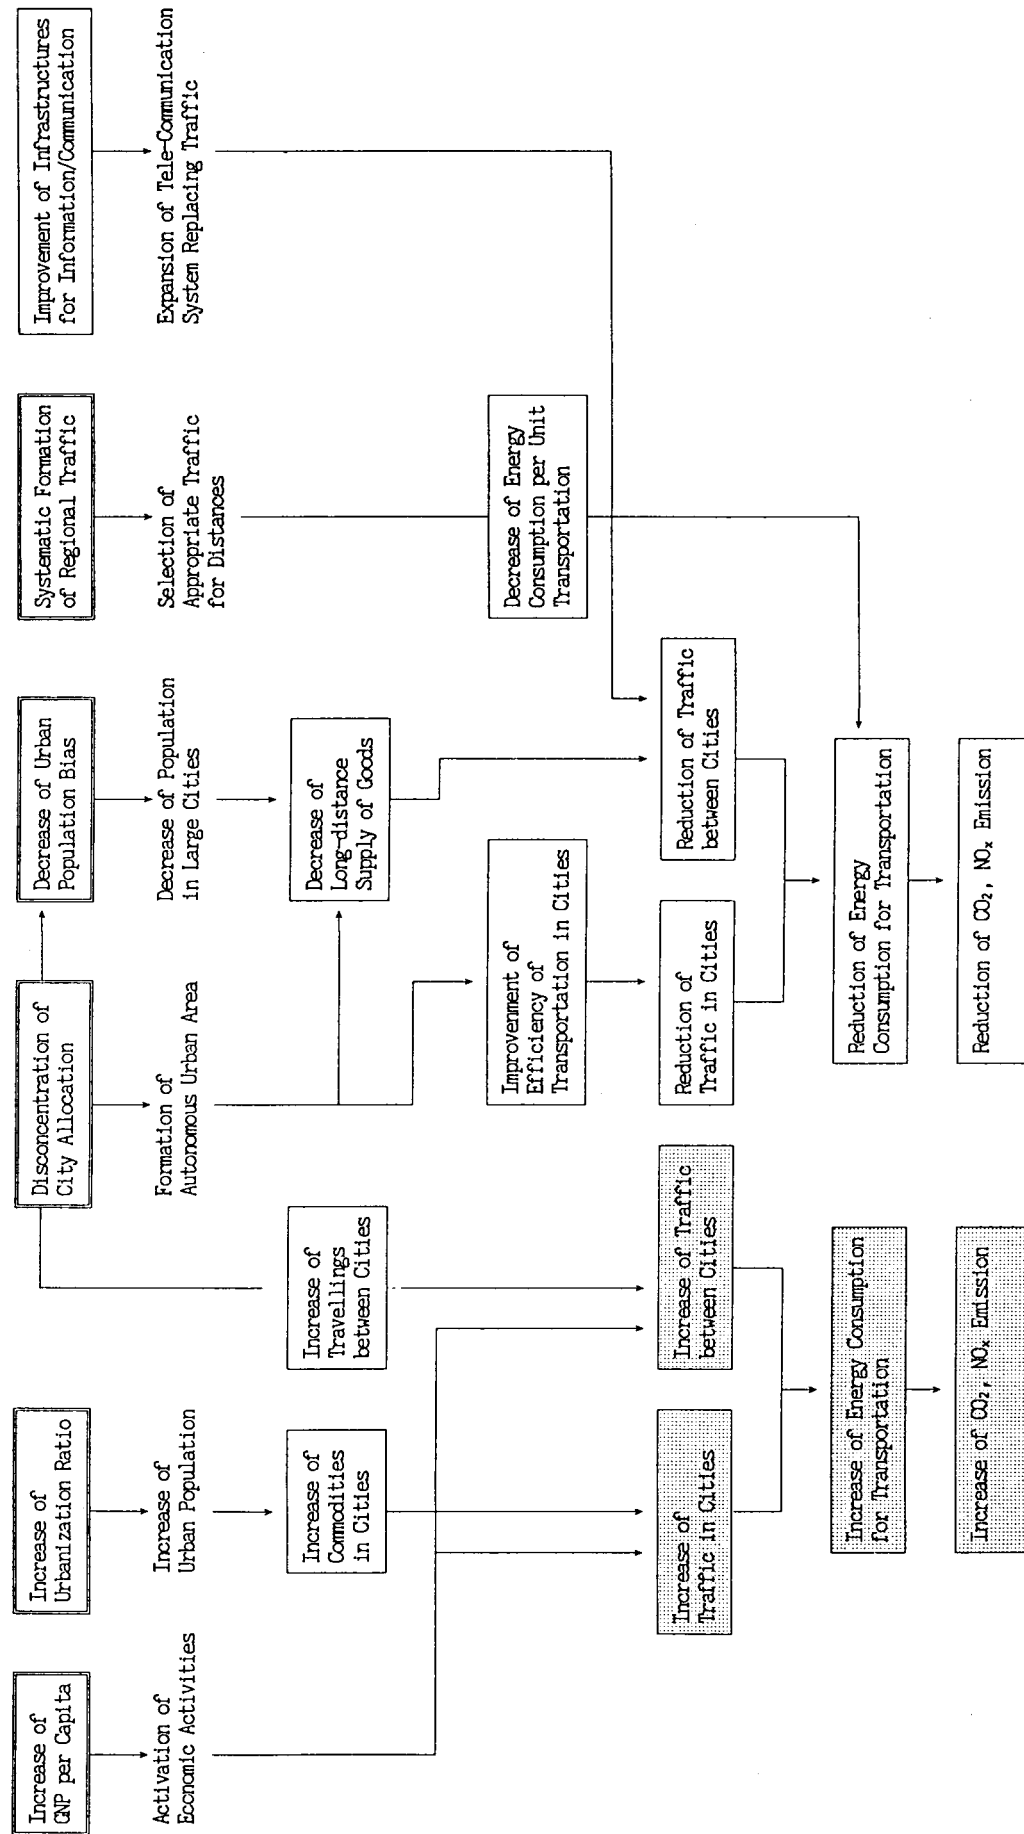 Increase of
GNP per Capita
Increase of
Urbanization Ratio
Disconcentration of
City Allocation
Decrease of Urban
Population Bias
Systematic Formation
of Regional Traffic
Improvement of Infrastructures
for Information/Communication
Activation of
Economic Activities
Increase of
Urban Population
Formation of
Autonomous Urban Area
Decrease of Population
in Large Cities
Selection of
Appropriate Traffic
for Distances
Expansion of Tele-Communication
System Replacing Traffic
Increase of
Commodities
in Cities
Increase of
Travellings
between Cities
Decrease of
Long-distance
Supply of Goods
Improvenment of
Efficiency of
Transportation in Cities
Decrease of Energy
Consumption per Unit
Transportation
Increase of
Traffic in Cities
Increase of Traffic
between Cities
Reduction of
Traffic in Cities
Reduction of Traffic
between Cities
Increase of Energy Consumption
for Transportation
Reduction of Energy
Consumption for Transportation
Increase of CO₂, NOₓ Emission
Reduction of CO₂, NOₓ Emission